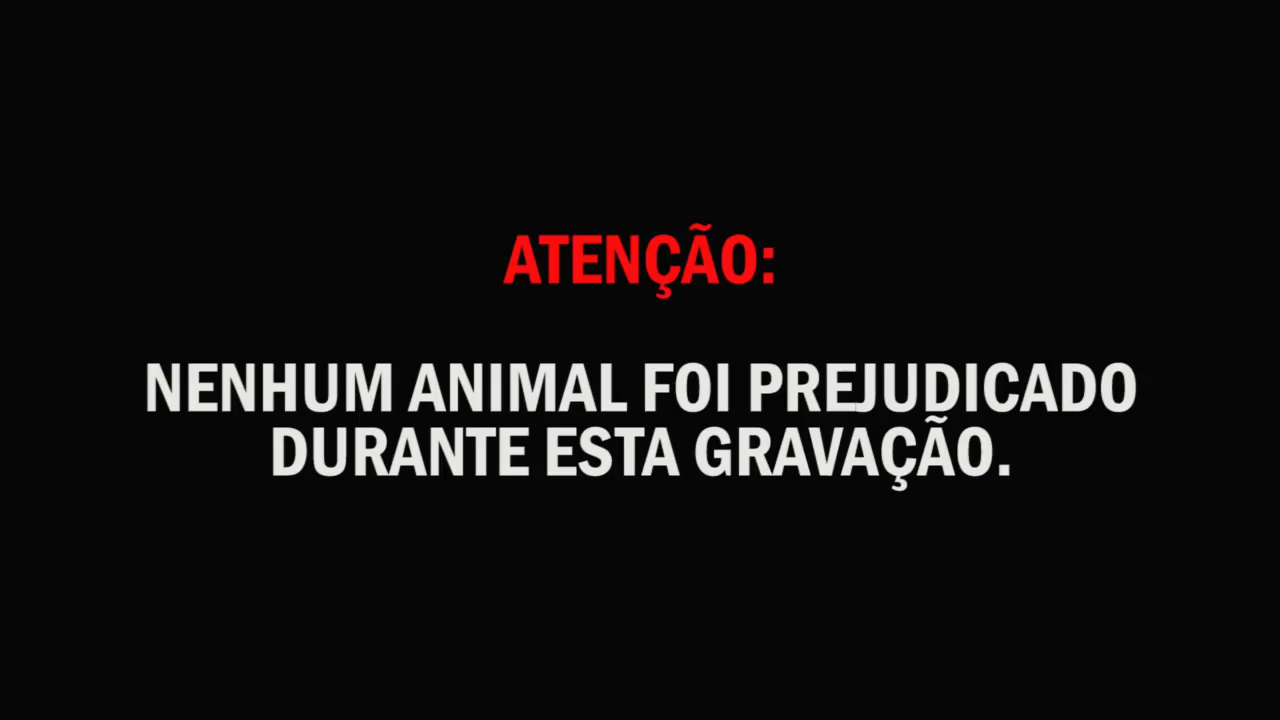 ATENÇÃO:
NENHUM ANIMAL FOI PREJUDICADO
DURANTE ESTA GRAVAÇÃO.